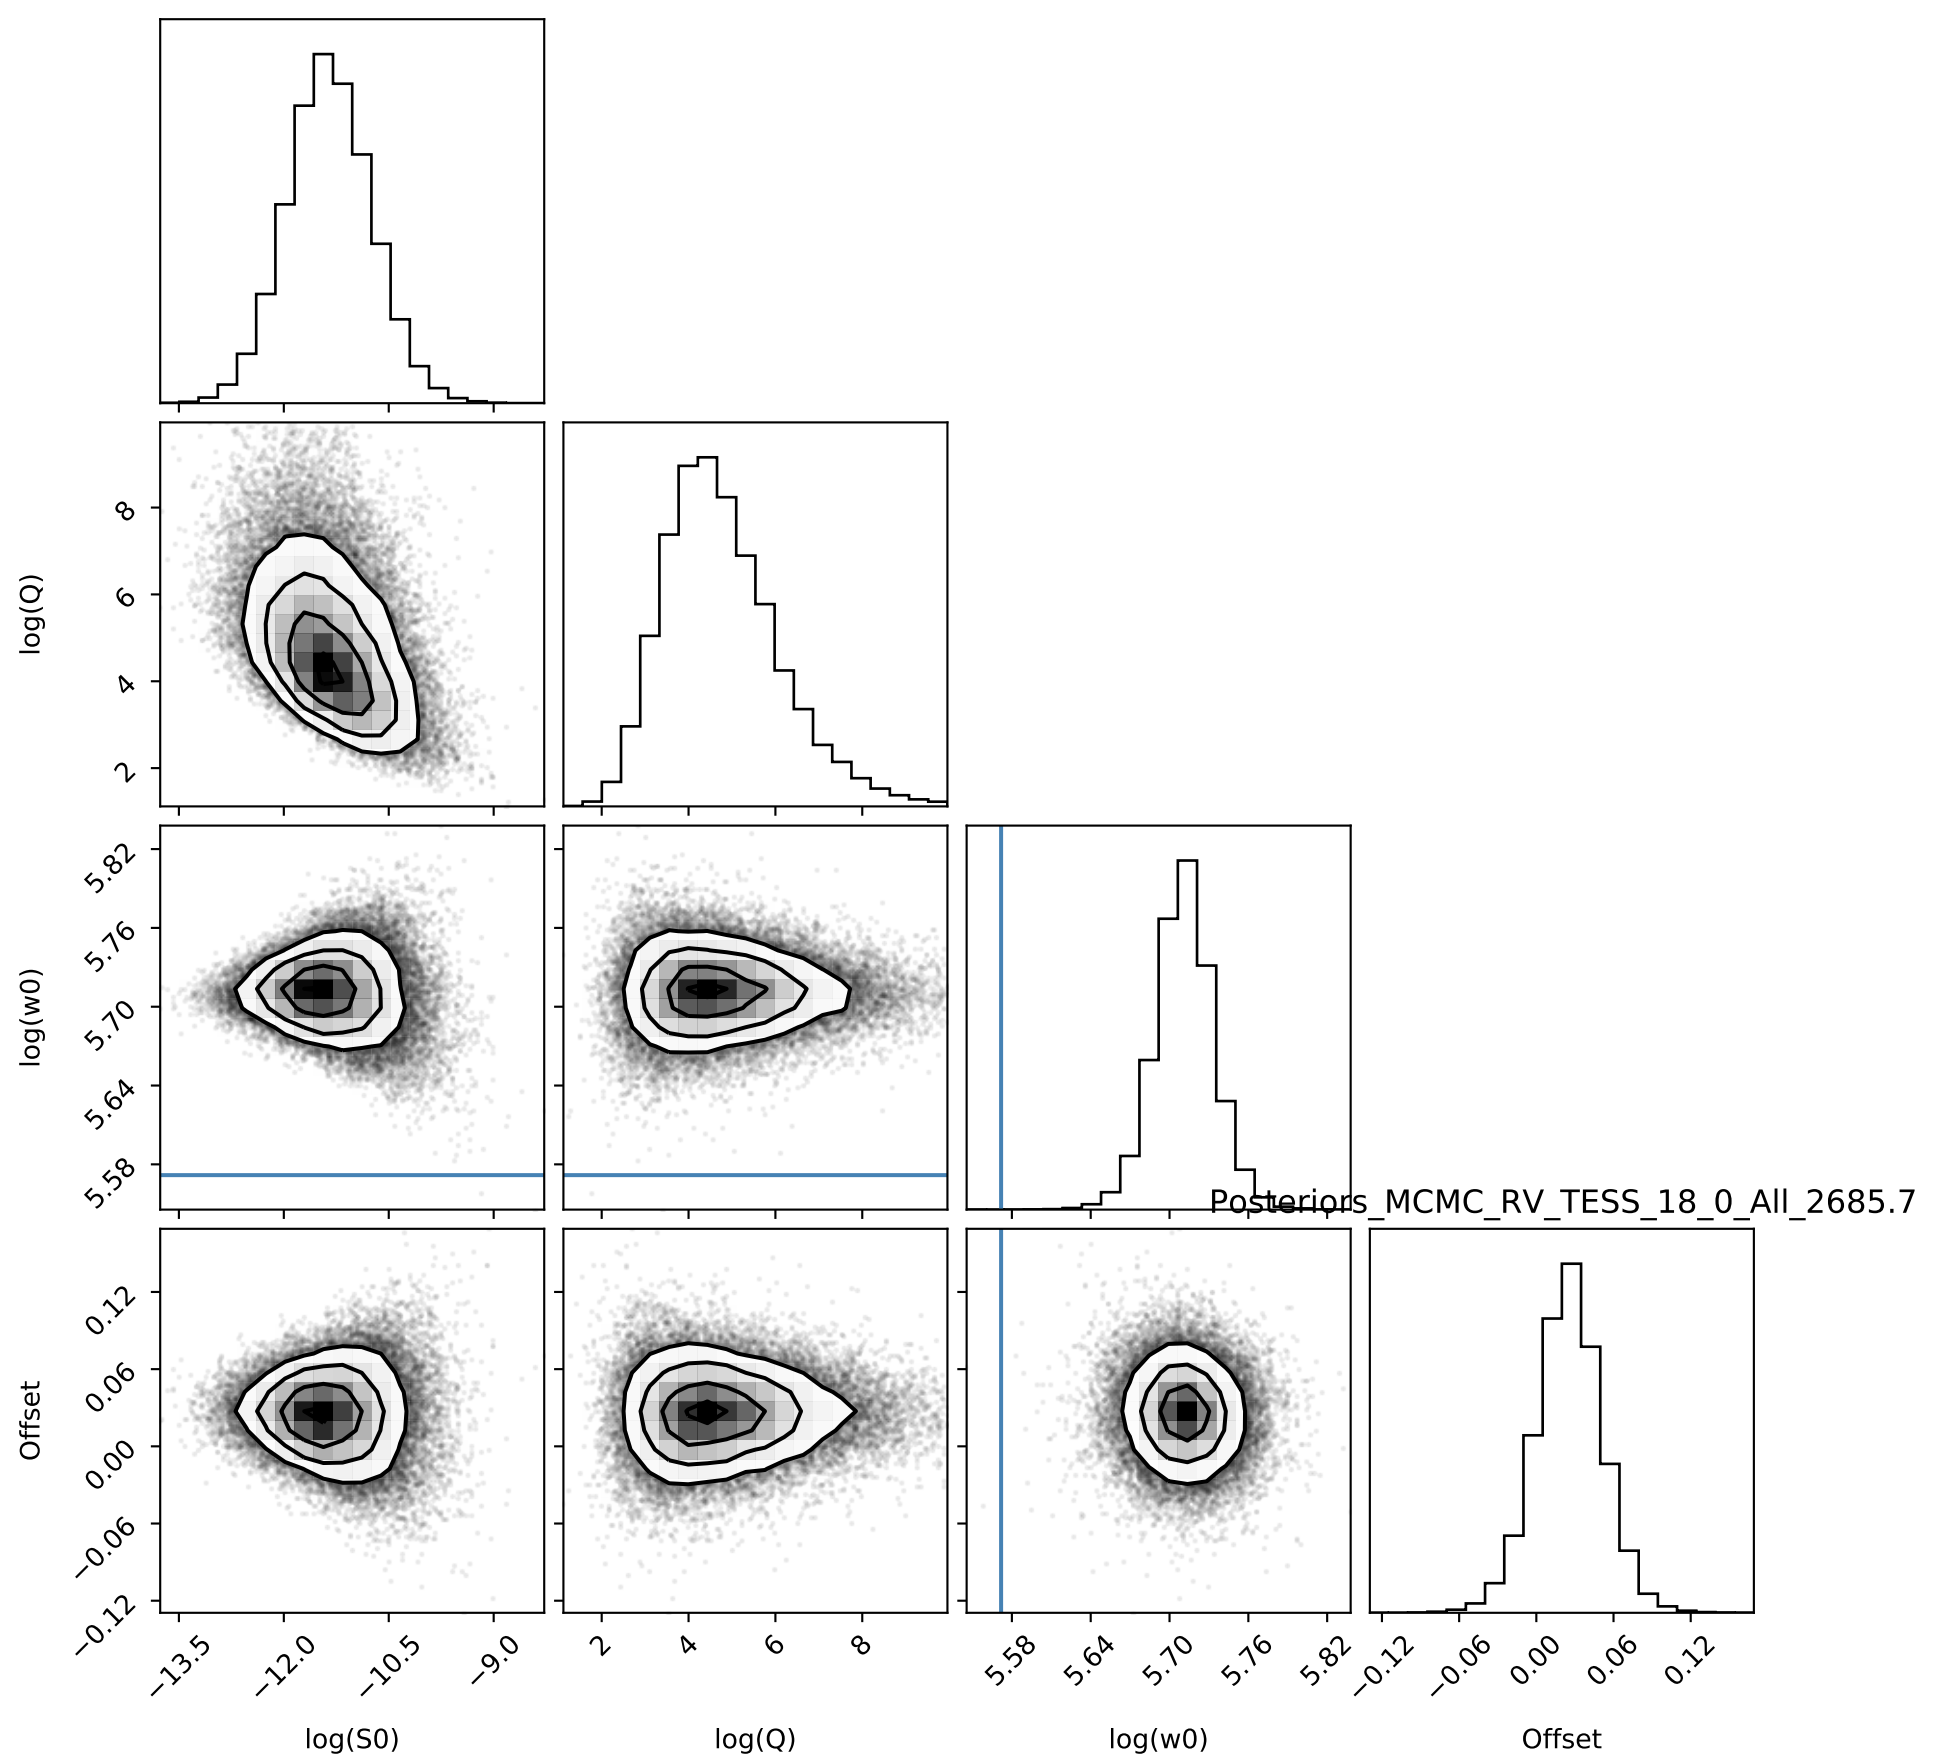 8
6
4
2
log(Q)
5.82
5.76
5.70
5.64
5.58
log(w0)
Posteriors_MCMC_RV_TESS_18_0_All_2685.7
0.12
0.06
0.00
−0.06
−0.12
Offset
−13.5 −12.0 −10.5 −9.0 2 4 6 8 5.58 5.64 5.70 5.76 5.82 −0.12 −0.06 0.00 0.06 0.12
log(S0) log(Q) log(w0) Offset